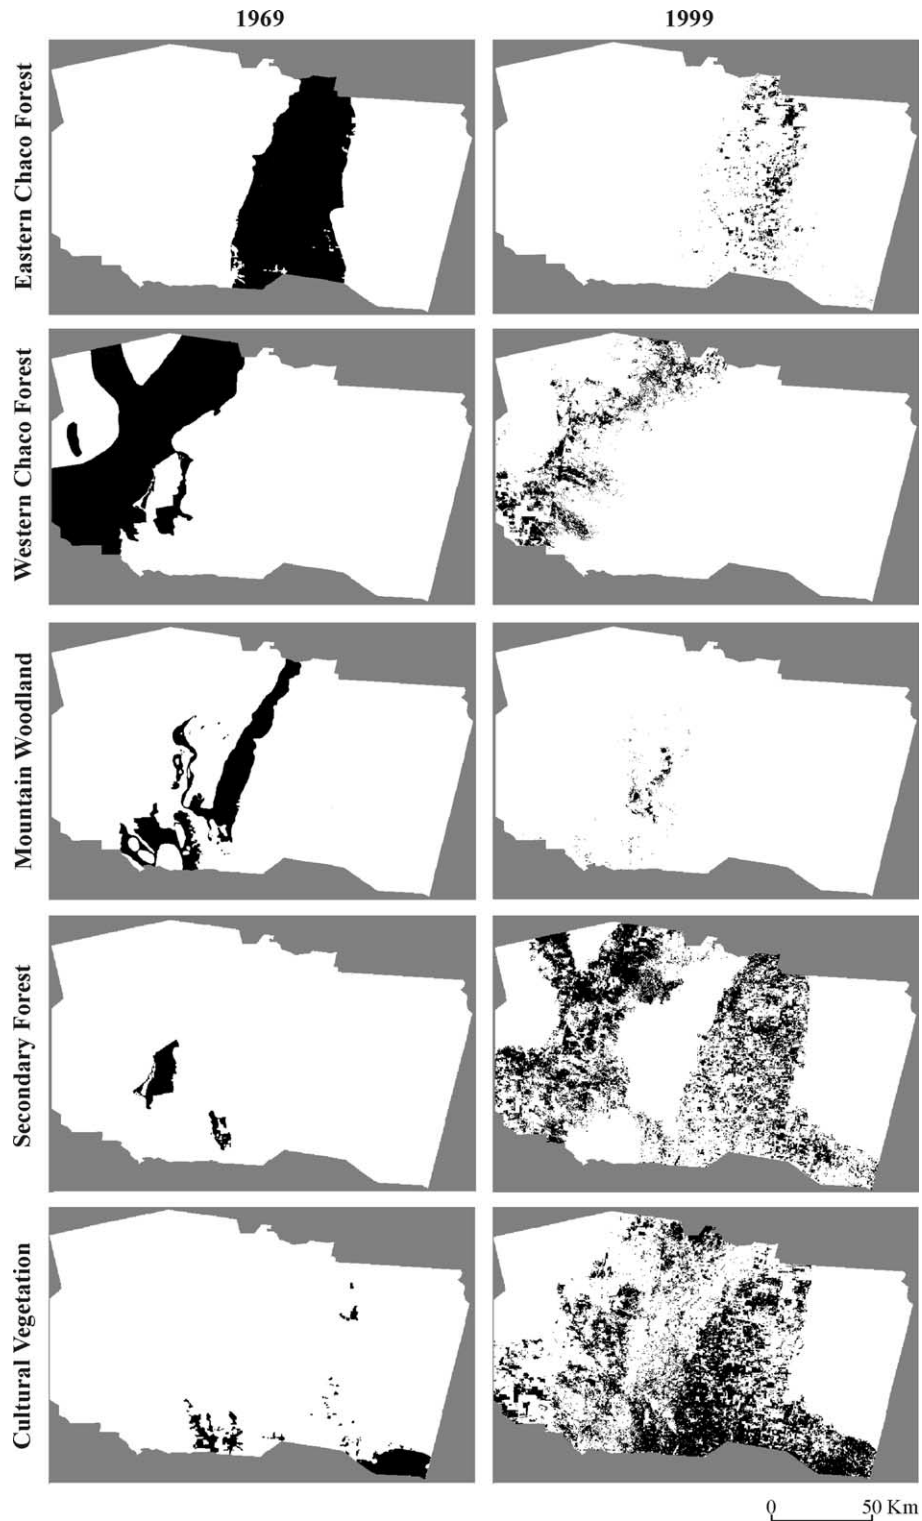 1969 1999
Eastern Chaco Forest
Western Chaco Forest
Mountain Woodland
Secondary Forest
Cultural Vegetation
0 50 Km